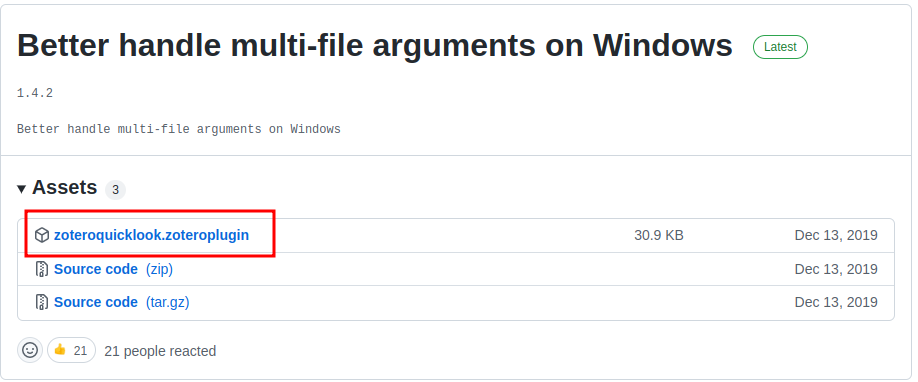 Better handle multi-file arguments on Windows Latest
1.4.2
Better handle multi-file arguments on Windows
Assets 3
zoteroquicklook.zoteroplugin 30.9 KB Dec 13, 2019
Source code (zip) Dec 13, 2019
Source code (tar.gz) Dec 13, 2019
21 21 people reacted